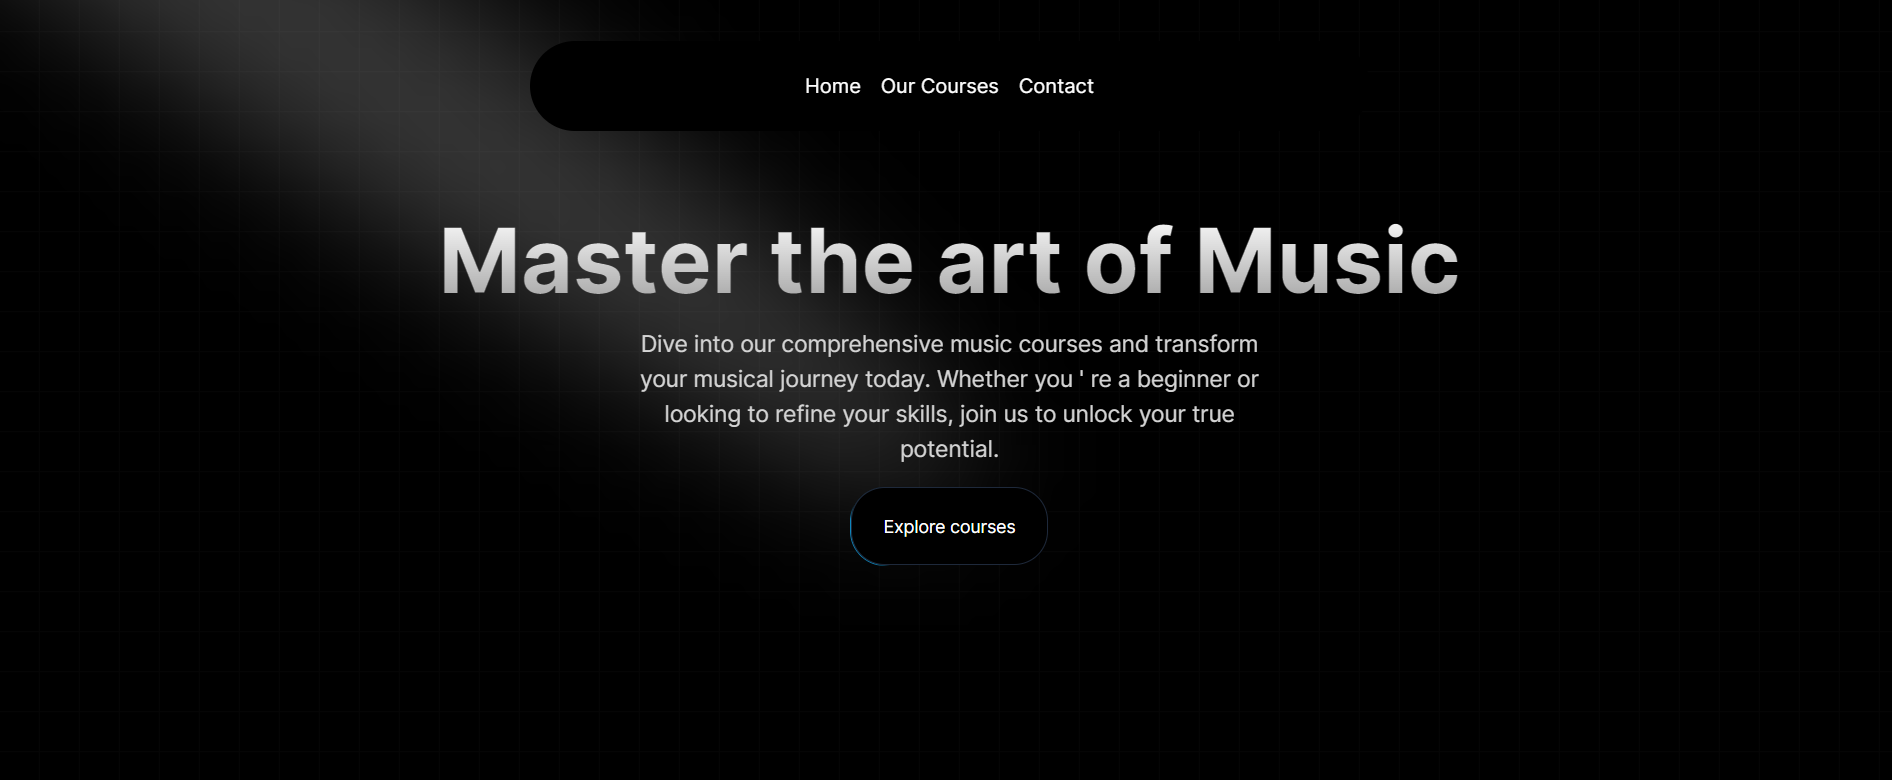 Home Our Courses Contact
Master the art of Music
Dive into our comprehensive music courses and transform
your musical journey today. Whether you ' re a beginner or
looking to refine your skills, join us to unlock your true
potential.
Explore courses